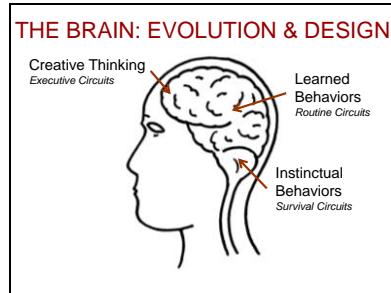 THE BRAIN: EVOLUTION & DESIGN
Creative Thinking
Executive Circuits
Learned
Behaviors
Routine Circuits
Instinctual
Behaviors
Survival Circuits